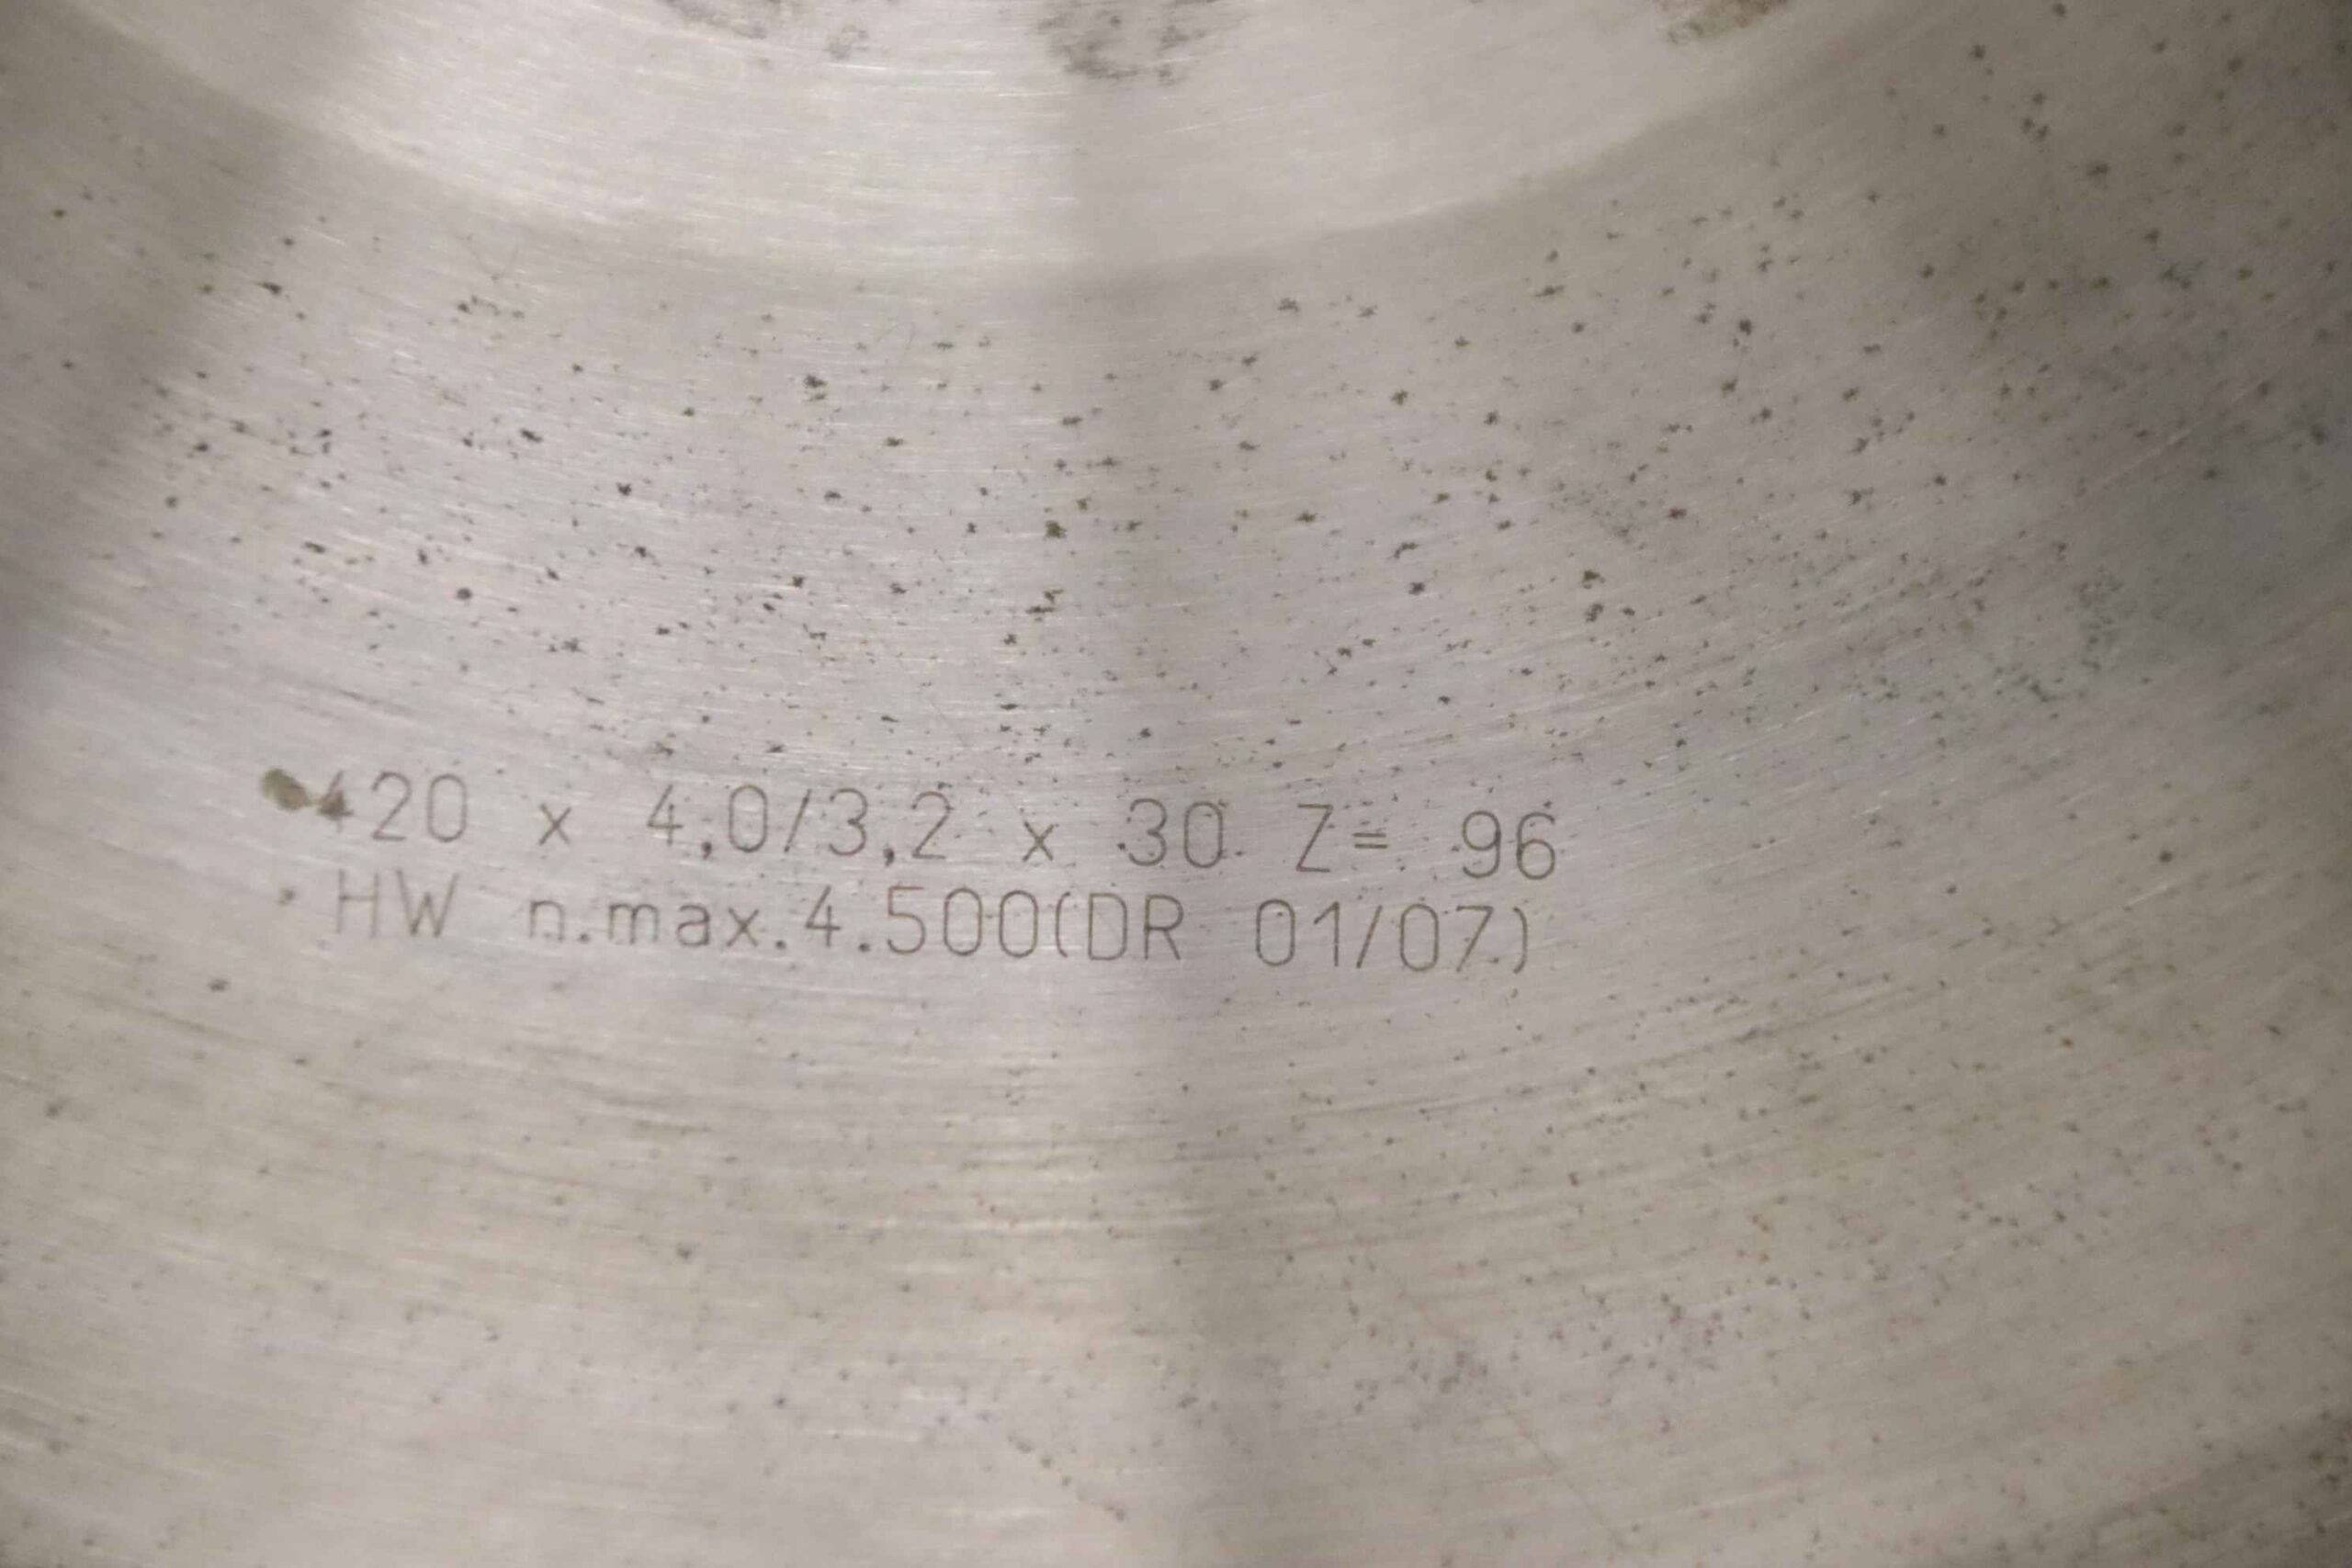 420 x 4,0/3,2 x 30 Z= 96
HW n.max.4.500(DR 01/07)